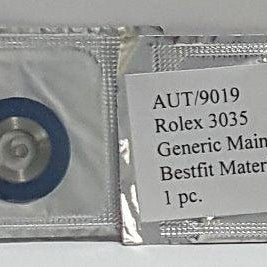 AUT/9019
Rolex 3035
Generic Main
Bestfit Mater
1 pc.